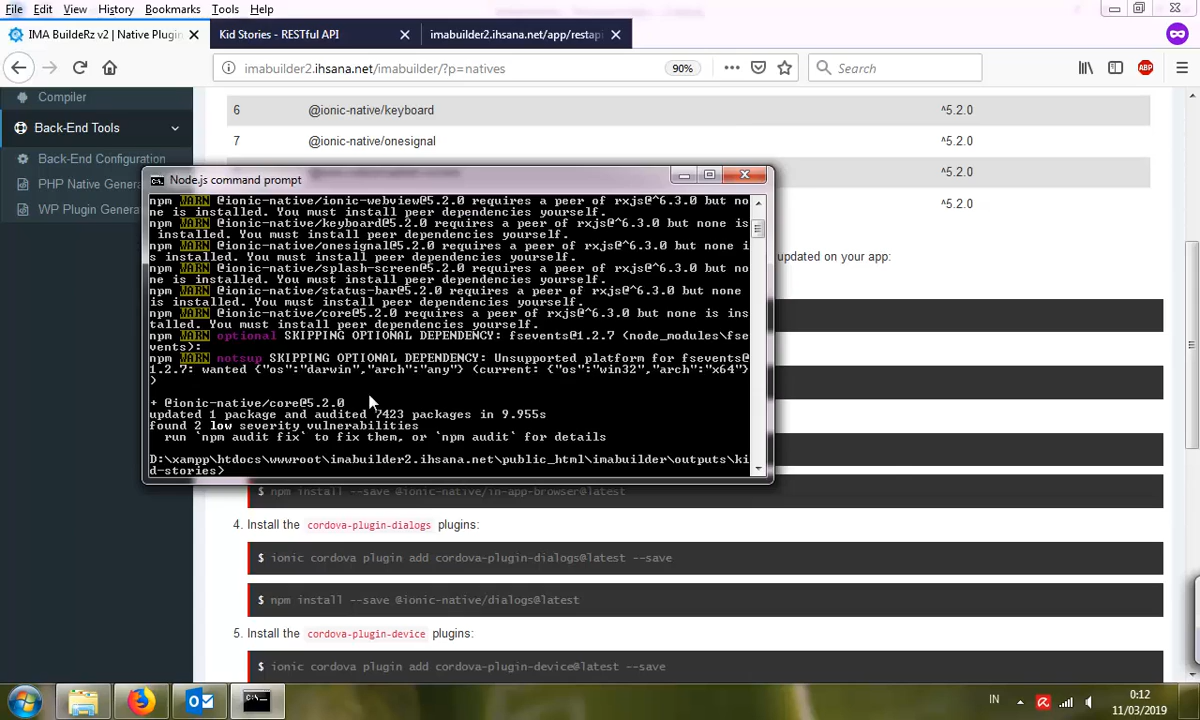 File Edit View History Bookmarks Tools Help
IMA BuildeRz v2 | Native Plugin
Kid Stories - RESTful API
imabuilder2.ihsana.net/app/restapi
imabuilder2.ihsana.net/imabuilder/?p=natives
90%
Search
ABP
Compiler
Back-End Tools
Back-End Configuration
PHP Native Genera
WP Plugin Genera
6 @ionic-native/keyboard ^5.2.0
7 @ionic-native/onesignal ^5.2.0
^5.2.0
^5.2.0
updated on your app:
Node.js command prompt
npm WARN @ionic-native/ionic-webview@5.2.0 requires a peer of rxjs@^6.3.0 but no
ne is installed. You must install peer dependencies yourself.
npm WARN @ionic-native/keyboard@5.2.0 requires a peer of rxjs@^6.3.0 but none is
 installed. You must install peer dependencies yourself.
npm WARN @ionic-native/onesignal@5.2.0 requires a peer of rxjs@^6.3.0 but none i
s installed. You must install peer dependencies yourself.
npm WARN @ionic-native/splash-screen@5.2.0 requires a peer of rxjs@^6.3.0 but no
ne is installed. You must install peer dependencies yourself.
npm WARN @ionic-native/status-bar@5.2.0 requires a peer of rxjs@^6.3.0 but none
is installed. You must install peer dependencies yourself.
npm WARN @ionic-native/core@5.2.0 requires a peer of rxjs@^6.3.0 but none is ins
talled. You must install peer dependencies yourself.
npm WARN optional SKIPPING OPTIONAL DEPENDENCY: fsevents@1.2.7 (node_modules\fse
vents):
npm WARN notsup SKIPPING OPTIONAL DEPENDENCY: Unsupported platform for fsevents@
1.2.7: wanted {"os":"darwin","arch":"any"} (current: {"os":"win32","arch":"x64"}
)
+ @ionic-native/core@5.2.0
updated 1 package and audited 7423 packages in 9.955s
found 2 low severity vulnerabilities
run `npm audit fix` to fix them, or `npm audit` for details
D:\xampp\htdocs\wwwroot\imabuilder2.ihsana.net\public_html\imabuilder\outputs\ki
d-stories>
$ npm install --save @ionic-native/in-app-browser@latest
4. Install the cordova-plugin-dialogs plugins:
$ ionic cordova plugin add cordova-plugin-dialogs@latest --save
$ npm install --save @ionic-native/dialogs@latest
5. Install the cordova-plugin-device plugins:
$ ionic cordova plugin add cordova-plugin-device@latest --save
IN
0:12
11/03/2019